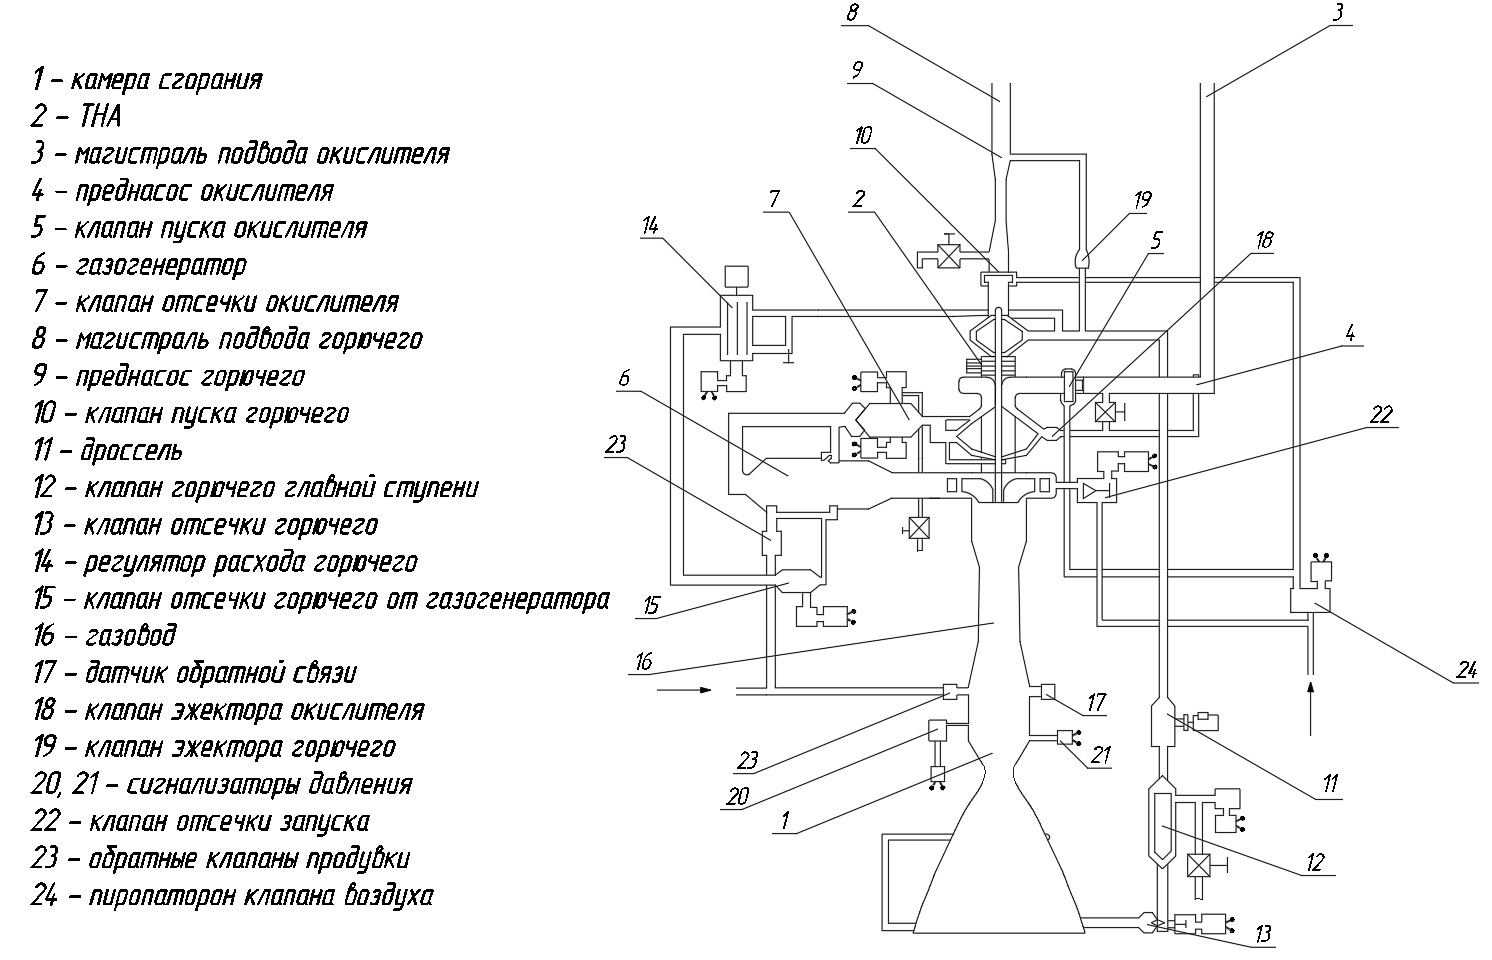 1 – камера сгорания
2 – ТНА
3 – магистраль подвода окислителя
4 – преднасос окислителя
5 – клапан пуска окислителя
6 – газогенератор
7 – клапан отсечки окислителя
8 – магистраль подвода горючего
9 – преднасос горючего
10 – клапан пуска горючего
11 – дроссель
12 – клапан горючего главной ступени
13 – клапан отсечки горючего
14 – регулятор расхода горючего
15 – клапан отсечки горючего от газогенератора
16 – газовод
17 – датчик обратной связи
18 – клапан эжектора окислителя
19 – клапан эжектора горючего
20, 21 – сигнализаторы давления
22 – клапан отсечки запуска
23 – обратные клапаны продувки
24 – пиропаторон клапана воздуха
8
3
9
10
7
2
19
14
5
18
4
6
22
23
15
16
24
17
23
21
20
11
1
12
13